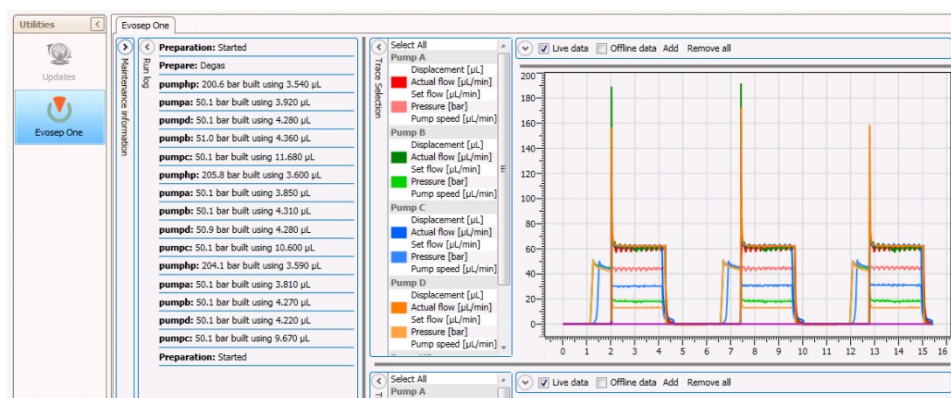 Utilities
Updates
Evosep One
Evosep One
Maintenance information
Run log
Preparation: Started
Prepare: Degas
pumphp: 200.6 bar built using 3.540 µL
pumpa: 50.1 bar built using 3.920 µL
pumpd: 50.1 bar built using 4.280 µL
pumpb: 51.0 bar built using 4.360 µL
pumpc: 50.1 bar built using 11.680 µL
pumphp: 205.8 bar built using 3.600 µL
pumpa: 50.1 bar built using 3.850 µL
pumpb: 50.1 bar built using 4.310 µL
pumpd: 50.9 bar built using 4.280 µL
pumpc: 50.1 bar built using 10.600 µL
pumphp: 204.1 bar built using 3.590 µL
pumpa: 50.1 bar built using 3.810 µL
pumpb: 50.1 bar built using 4.270 µL
pumpd: 50.1 bar built using 4.220 µL
pumpc: 50.1 bar built using 9.670 µL
Preparation: Started
Trace Selection
Select All
Pump A
Displacement [µL]
Actual flow [µL/min]
Set flow [µL/min]
Pressure [bar]
Pump speed [µL/min]
Pump B
Displacement [µL]
Actual flow [µL/min]
Set flow [µL/min]
Pressure [bar]
Pump speed [µL/min]
Pump C
Displacement [µL]
Actual flow [µL/min]
Set flow [µL/min]
Pressure [bar]
Pump speed [µL/min]
Pump D
Displacement [µL]
Actual flow [µL/min]
Set flow [µL/min]
Pressure [bar]
Pump speed [µL/min]
Live data Offline data Add Remove all
200
180
160
140
120
100
80
60
40
20
0
0 1 2 3 4 5 6 7 8 9 10 11 12 13 14 15 16
Select All
Pump A
Live data Offline data Add Remove all